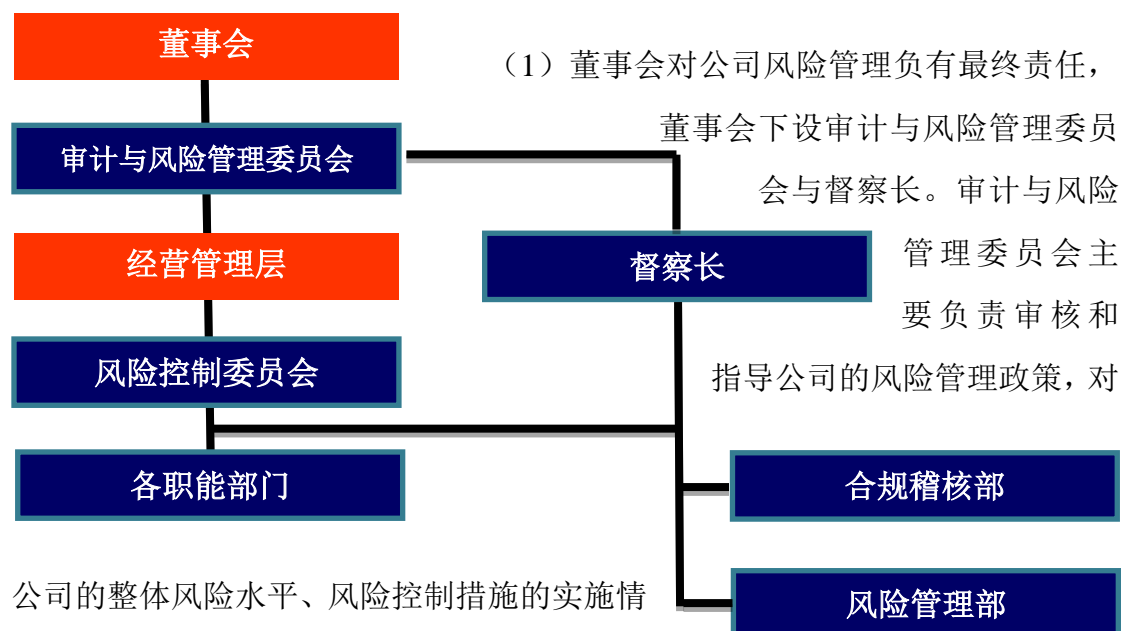 董事会
（1）董事会对公司风险管理负有最终责任，
董事会下设审计与风险管理委员
审计与风险管理委员会
会与督察长。审计与风险
经营管理层
督察长
管理委员会主
要负责审核和
风险控制委员会
指导公司的风险管理政策，对
各职能部门
合规稽核部
公司的整体风险水平、风险控制措施的实施情
风险管理部